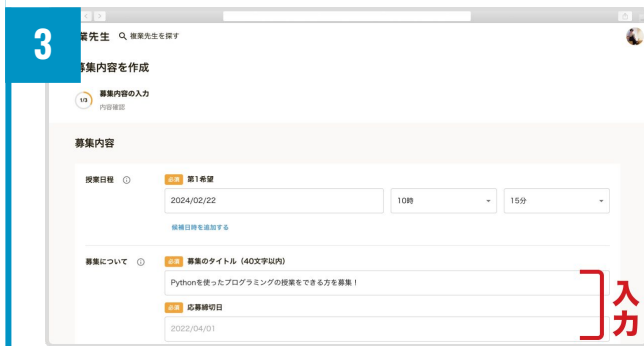 3
業先生 複業先生を探す
募集内容を作成
1/3 募集内容の入力
内容確認
募集内容
授業日程 必須 第1希望
2024/02/22 10時 15分
候補日時を追加する
募集について 必須 募集のタイトル（40文字以内）
Pythonを使ったプログラミングの授業をできる方を募集！
必須 応募締切日
2022/04/01
入力